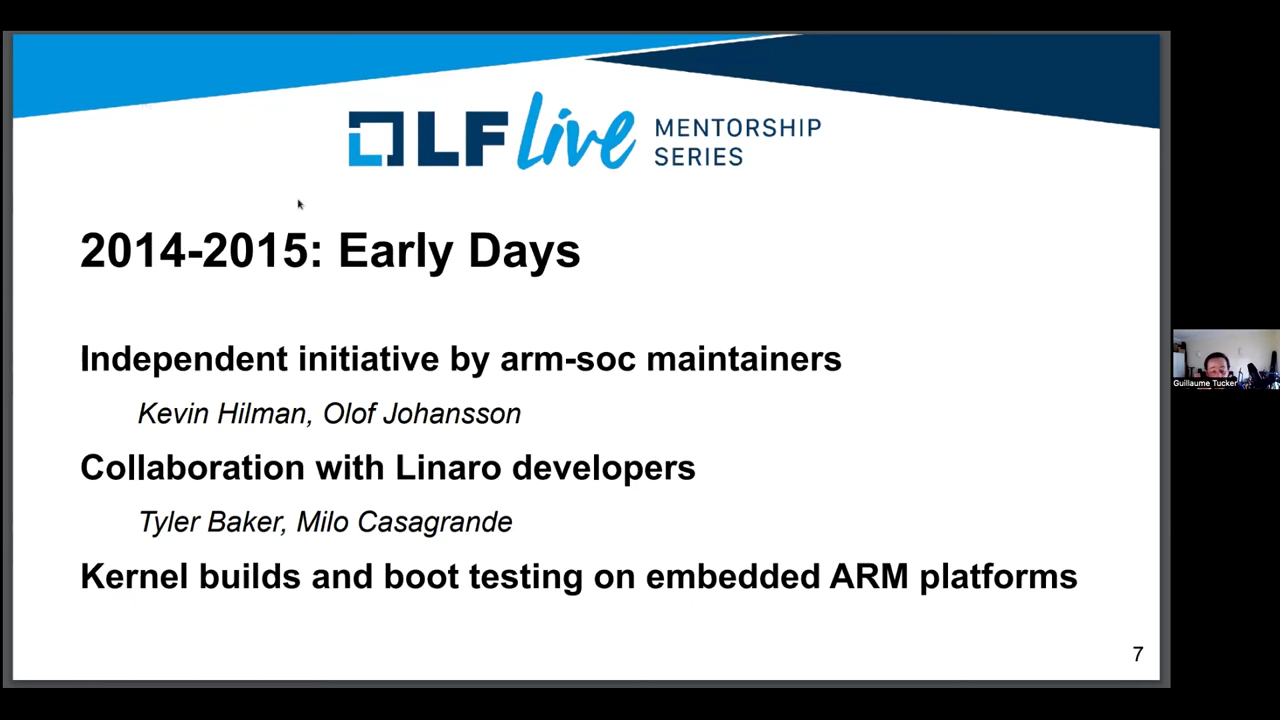 LF Live MENTORSHIP
SERIES
2014-2015: Early Days
Independent initiative by arm-soc maintainers
Kevin Hilman, Olof Johansson
Collaboration with Linaro developers
Tyler Baker, Milo Casagrande
Kernel builds and boot testing on embedded ARM platforms
7
Guillaume Tucker